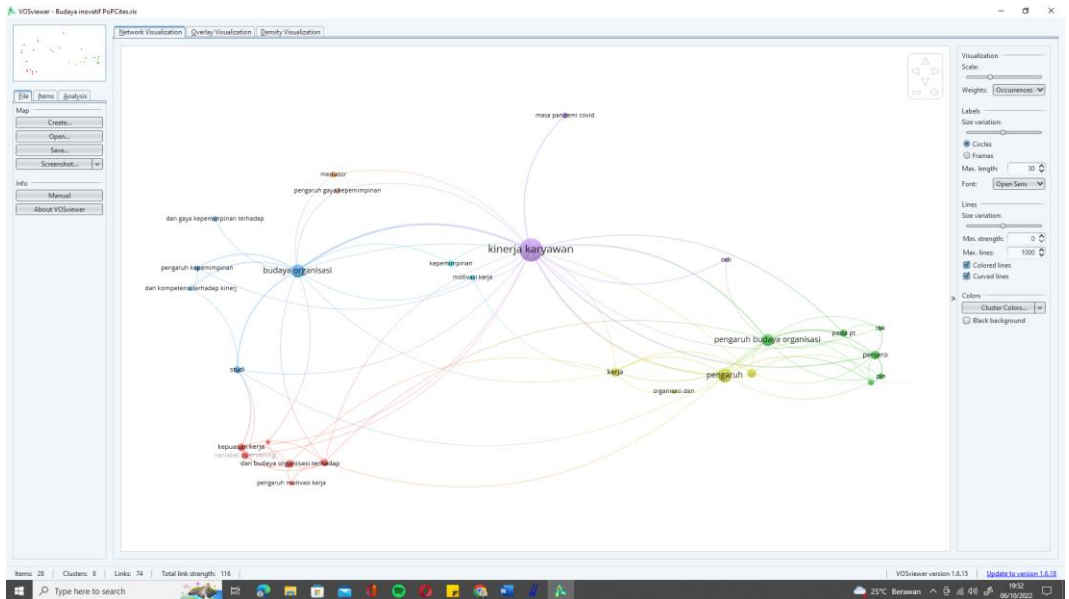 VOSviewer - Budaya inovatif PoPCites.ris
Network Visualization Overlay Visualization Density Visualization
File Items Analysis
Map
Create...
Open...
Save...
Screenshot...
Info
Manual
About VOSviewer
masa pandemi covid
mediator
pengaruh gaya kepemimpinan
dan gaya kepemimpinan terhadap
kinerja karyawan
pengaruh kepemimpinan
budaya organisasi
kepemimpinan
motivasi kerja
dan kompetensi terhadap kinerj
ocb
pada pt
pengaruh budaya organisasi
persero
studi
kerja
pengaruh
pln
organisasi dan
kepuasan kerja
variabel intervening
dan budaya organisasi terhadap
pengaruh motivasi kerja
Visualization
Scale:
Weights: Occurrences
Labels
Size variation:
Circles
Frames
Max. length: 30
Font: Open Sans
Lines
Size variation:
Min. strength: 0
Max. lines: 1000
Colored lines
Curved lines
Colors
Cluster Colors...
Black background
Items: 28 Clusters: 8 Links: 74 Total link strength: 116
VOSviewer version 1.6.15 Update to version 1.6.18
Type here to search
25°C Berawan
19:52
06/10/2022